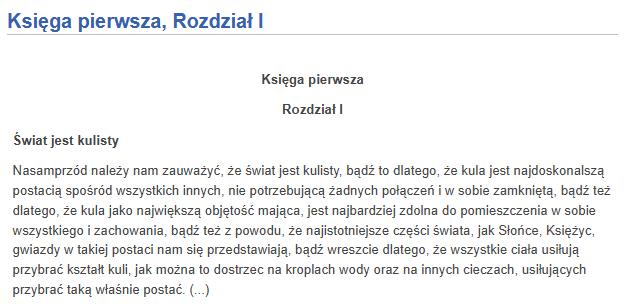 Księga pierwsza, Rozdział I
Księga pierwsza
Rozdział I
Świat jest kulisty
Nasamprzód należy nam zauważyć, że świat jest kulisty, bądź to dlatego, że kula jest najdoskonalszą
postacią spośród wszystkich innych, nie potrzebującą żadnych połączeń i w sobie zamkniętą, bądź też
dlatego, że kula jako największą objętość mająca, jest najbardziej zdolna do pomieszczenia w sobie
wszystkiego i zachowania, bądź też z powodu, że najistotniejsze części świata, jak Słońce, Księżyc,
gwiazdy w takiej postaci nam się przedstawiają, bądź wreszcie dlatego, że wszystkie ciała usiłują
przybrać kształt kuli, jak można to dostrzec na kroplach wody oraz na innych cieczach, usiłujących
przybrać taką właśnie postać. (...)